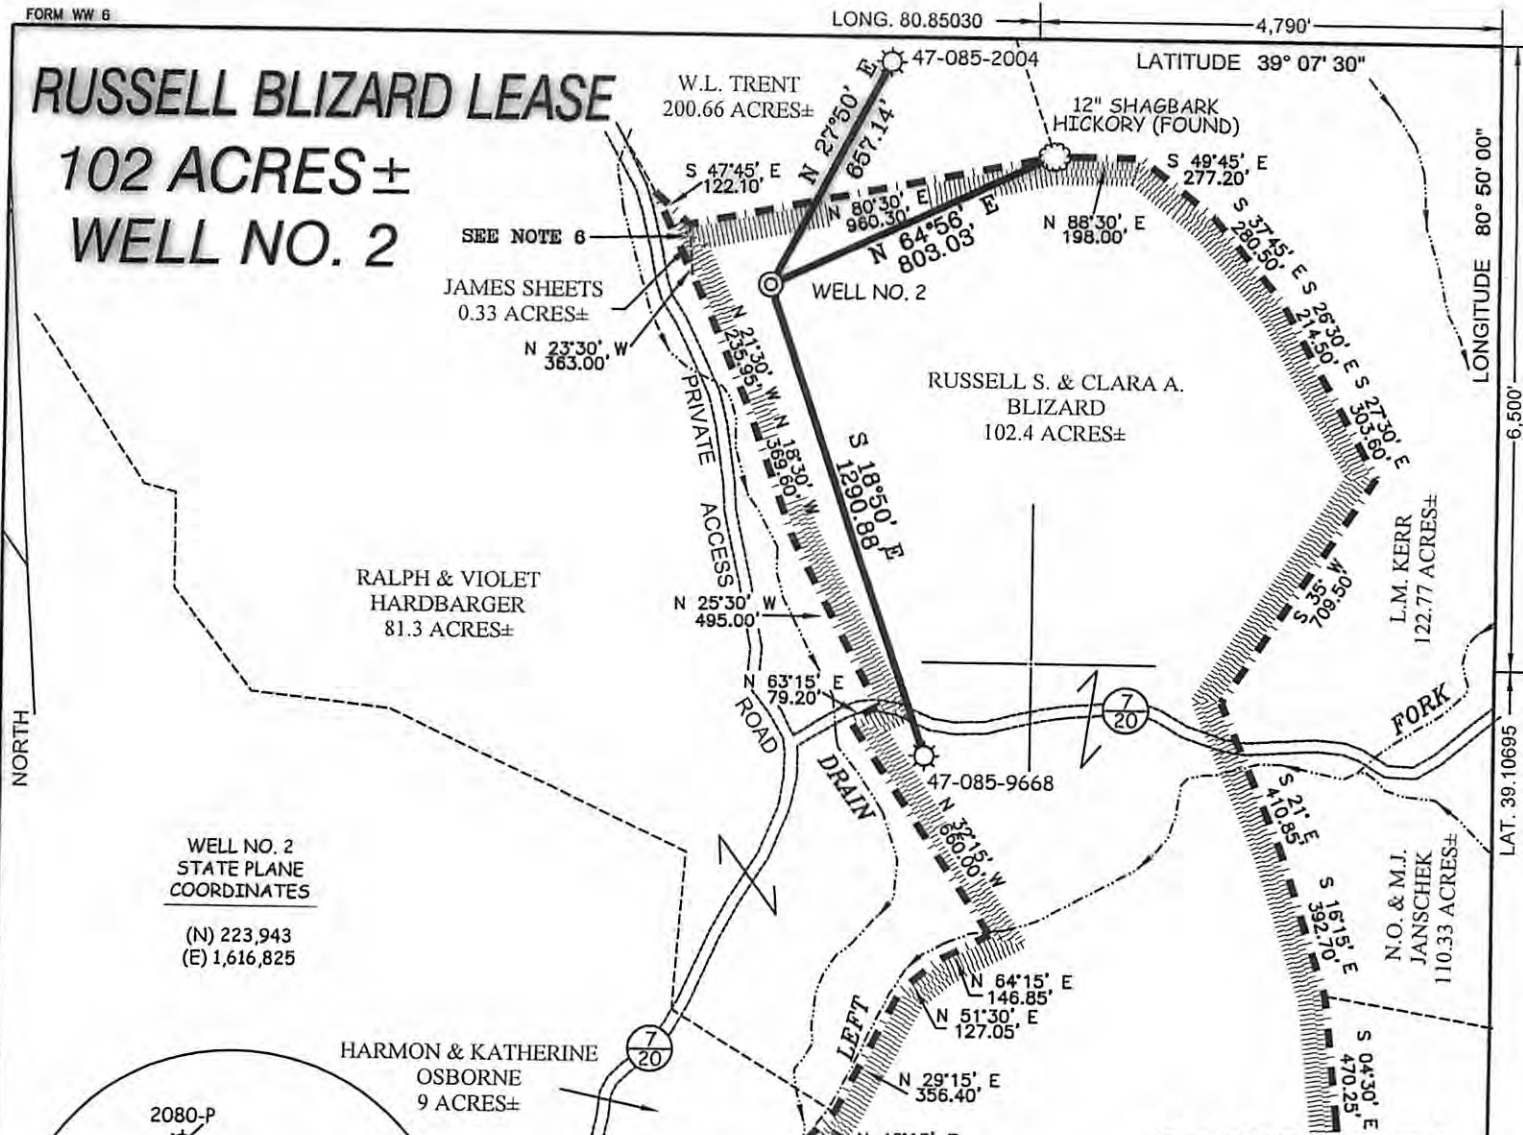 FORM WW 6
LONG. 80.85030
4,790'
RUSSELL BLIZARD LEASE
102 ACRES ±
WELL NO. 2
W.L. TRENT
200.66 ACRES±
N 27°50' E
657.14'
47-085-2004
LATITUDE 39° 07' 30"
12" SHAGBARK
HICKORY (FOUND)
LONGITUDE 80° 50' 00"
S 47°45' E
122.10'
N 80°30' E
960.30'
N 64°56' E
803.03'
N 88°30' E
198.00'
S 49°45' E
277.20'
S 37°45' E
280.50'
S 26°30' E
214.50'
S 27°30' E
303.60'
SEE NOTE 6
JAMES SHEETS
0.33 ACRES±
N 23°30' W
363.00'
WELL NO. 2
N 21°30' W
235.95'
N 18°30' W
369.60'
PRIVATE
ACCESS
ROAD
RUSSELL S. & CLARA A.
BLIZARD
102.4 ACRES±
6,500'
S 18°50' E
1290.88'
RALPH & VIOLET
HARDBARGER
81.3 ACRES±
N 25°30' W
495.00'
S 35° W
709.50'
L.M. KERR
122.77 ACRES±
N 63°15' E
79.20'
7
20
FORK
NORTH
LAT. 39.10695
DRAIN
47-085-9668
N 32°15' W
660.00'
S 21° E
410.85'
WELL NO. 2
STATE PLANE
COORDINATES
(N) 223,943
(E) 1,616,825
S 16°15' E
392.70'
N.O. & M.J.
JANSCHEK
110.33 ACRES±
N 64°15' E
146.85'
N 51°30' E
127.05'
LEFT
7
20
HARMON & KATHERINE
OSBORNE
9 ACRES±
N 29°15' E
356.40'
S 04°30' E
470.25'
2080-P